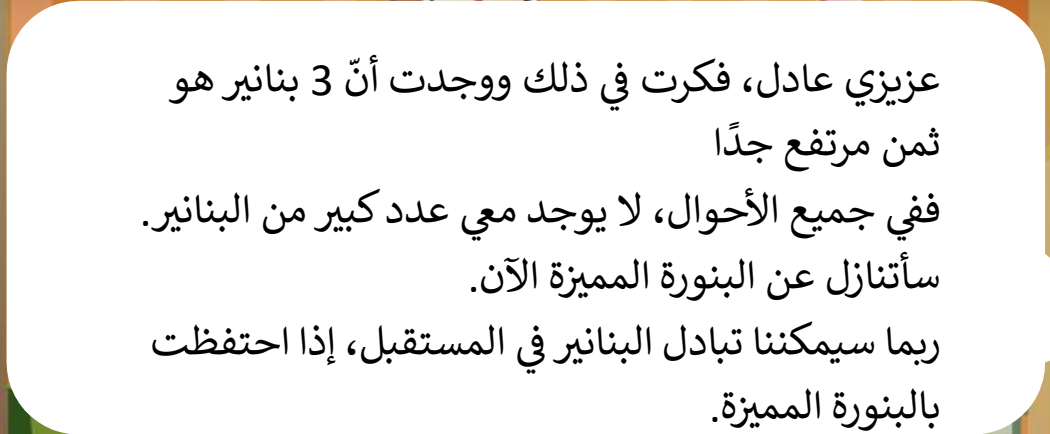 عزيزي عادل، فكرت في ذلك ووجدت أنّ 3 بنانير هو
ثمن مرتفع جدًا
ففي جميع الأحوال، لا يوجد معي عدد كبير من البنانير.
سأتنازل عن البنورة المميزة الآن.
ربما سيمكننا تبادل البنانير في المستقبل، إذا احتفظت
بالبنورة المميزة.